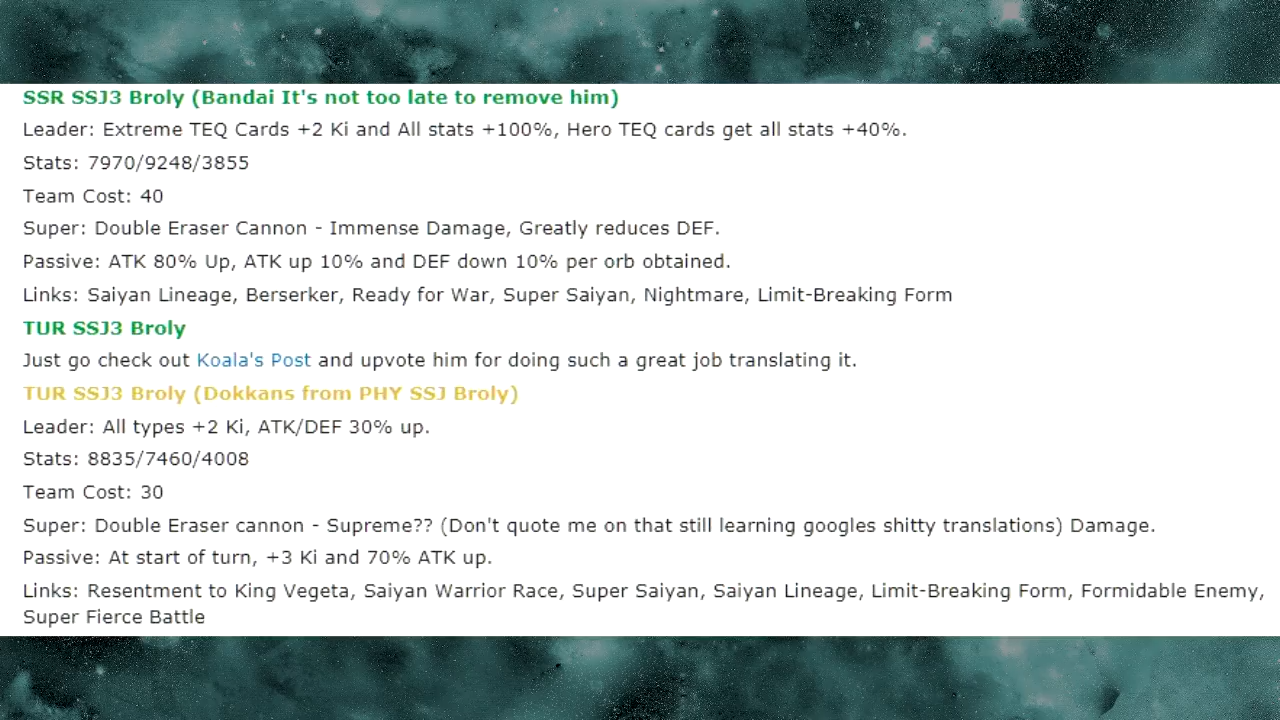 SSR SSJ3 Broly (Bandai It's not too late to remove him)
Leader: Extreme TEQ Cards +2 Ki and All stats +100%, Hero TEQ cards get all stats +40%.
Stats: 7970/9248/3855
Team Cost: 40
Super: Double Eraser Cannon - Immense Damage, Greatly reduces DEF.
Passive: ATK 80% Up, ATK up 10% and DEF down 10% per orb obtained.
Links: Saiyan Lineage, Berserker, Ready for War, Super Saiyan, Nightmare, Limit-Breaking Form
TUR SSJ3 Broly
Just go check out Koala's Post and upvote him for doing such a great job translating it.
TUR SSJ3 Broly (Dokkans from PHY SSJ Broly)
Leader: All types +2 Ki, ATK/DEF 30% up.
Stats: 8835/7460/4008
Team Cost: 30
Super: Double Eraser cannon - Supreme?? (Don't quote me on that still learning googles shitty translations) Damage.
Passive: At start of turn, +3 Ki and 70% ATK up.
Links: Resentment to King Vegeta, Saiyan Warrior Race, Super Saiyan, Saiyan Lineage, Limit-Breaking Form, Formidable Enemy,
Super Fierce Battle